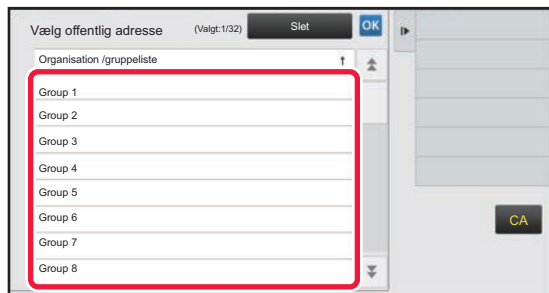 Vælg offentlig adresse (Valgt:1/32) Slet OK
Organisation /gruppeliste ↑
Group 1
Group 2
Group 3
Group 4
Group 5
Group 6
Group 7
Group 8
CA